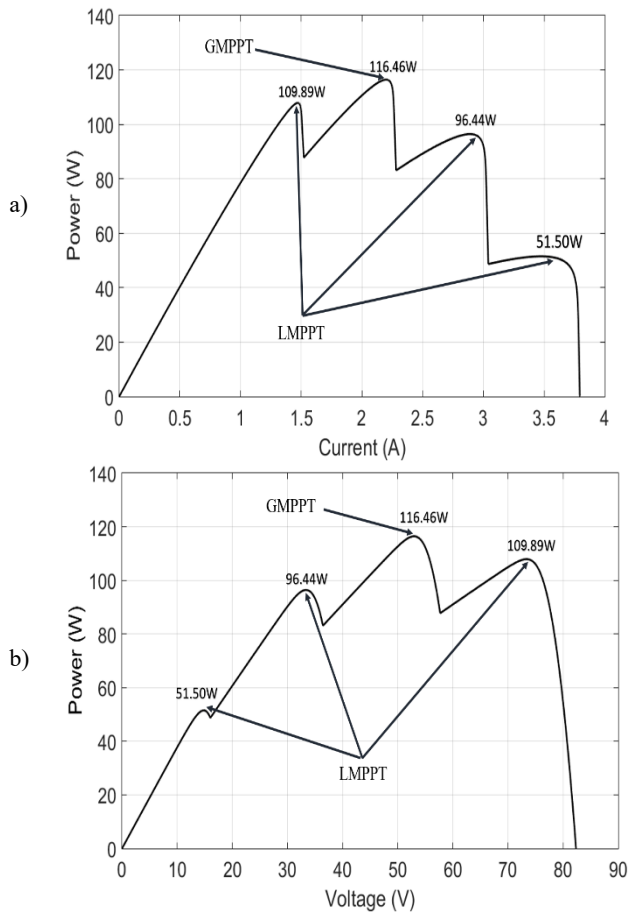 a)
140
120
100
80
60
40
20
0
Power (W)
GMPPT
116.46W
109.89W
96.44W
51.50W
LMPPT
0 0.5 1 1.5 2 2.5 3 3.5 4
Current (A)
b)
140
120
100
80
60
40
20
0
Power (W)
GMPPT
116.46W
109.89W
96.44W
51.50W
LMPPT
0 10 20 30 40 50 60 70 80 90
Voltage (V)